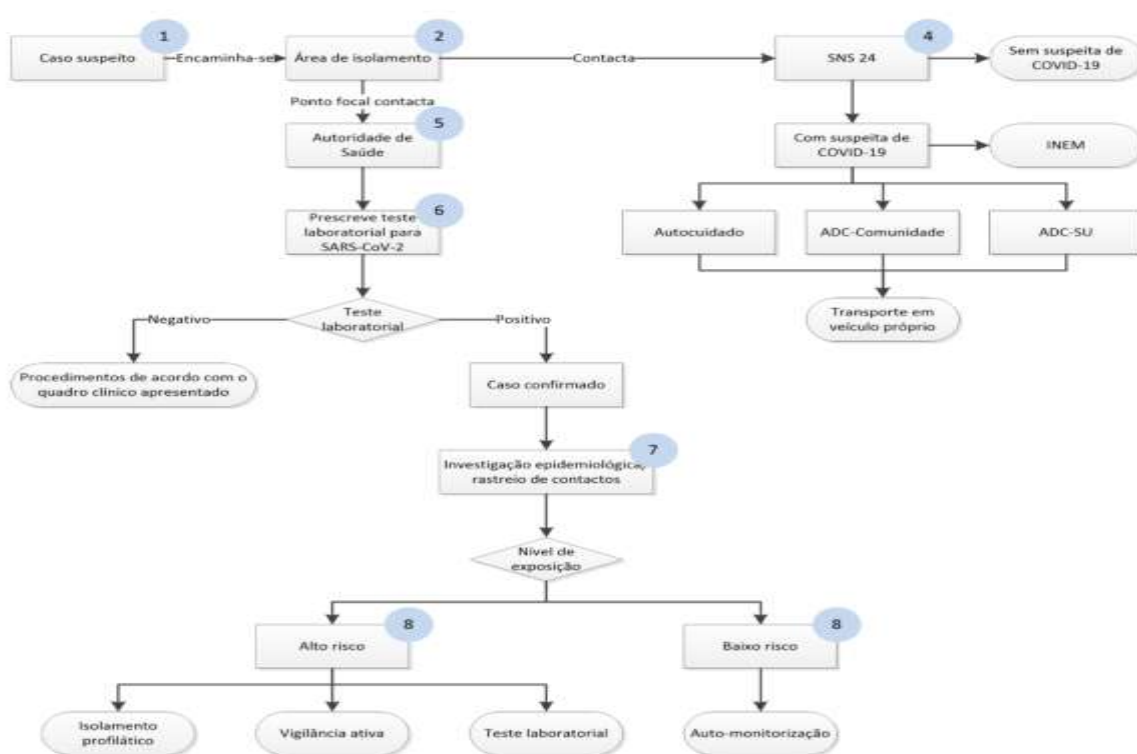 1
2
4
Caso suspeito
Encaminha-se
Área de isolamento
Contacta
SNS 24
Sem suspeita de
COVID-19
Ponto focal contacta
5
Autoridade de
Saúde
Com suspeita de
COVID-19
INEM
6
Prescreve teste
laboratorial para
SARS-CoV-2
Autocuidado
ADC-Comunidade
ADC-SU
Negativo
Teste
laboratorial
Positivo
Transporte em
veículo próprio
Procedimentos de acordo com o
quadro clínico apresentado
Caso confirmado
7
Investigação epidemiológica,
rastreio de contactos
Nível de
exposição
8
Alto risco
8
Baixo risco
Isolamento
profilático
Vigilância ativa
Teste laboratorial
Auto-monitorização